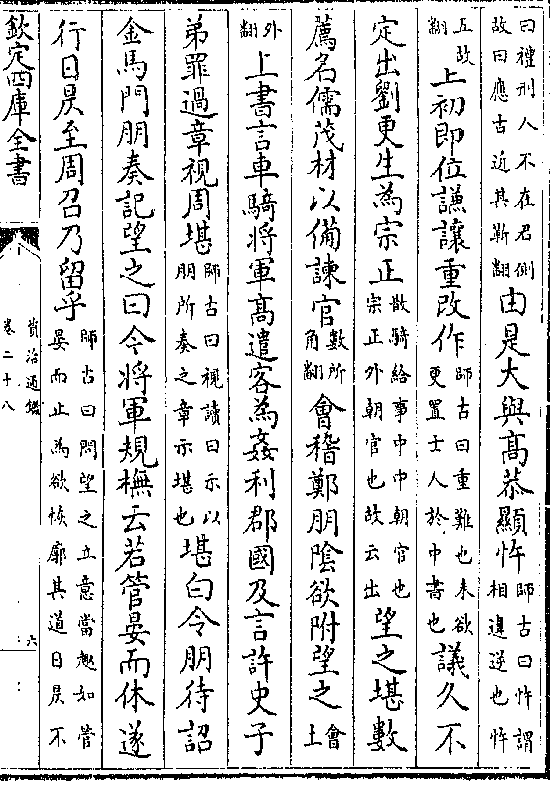 曰禮刑人不在君側故曰應古近其靳翻由是大與髙恭顯忤師古曰忤謂相違逆也忤
五故翻上初即位謙讓重改作師古曰重難也未欲更置士人於中書也議久不
定出劉更生為宗正散騎給事中中朝官也宗正外朝官也故云出望之堪數
薦名儒茂材以備諫官數所角翻會稽鄭朋隂欲附望之會土
外翻上書言車騎將軍髙遣客為姦利郡國及言許史子
弟罪過章視周堪師古曰視讀曰示以朋所奏之章示堪也堪白令朋待詔
金馬門朋奏記望之曰今將軍規橅云若管晏而休遂
行日昃至周召乃留乎師古曰問望之立意當趣如管晏而止為欲恢廓其道日昃不
欽定四庫全書
資治通鑑
卷二十八
六